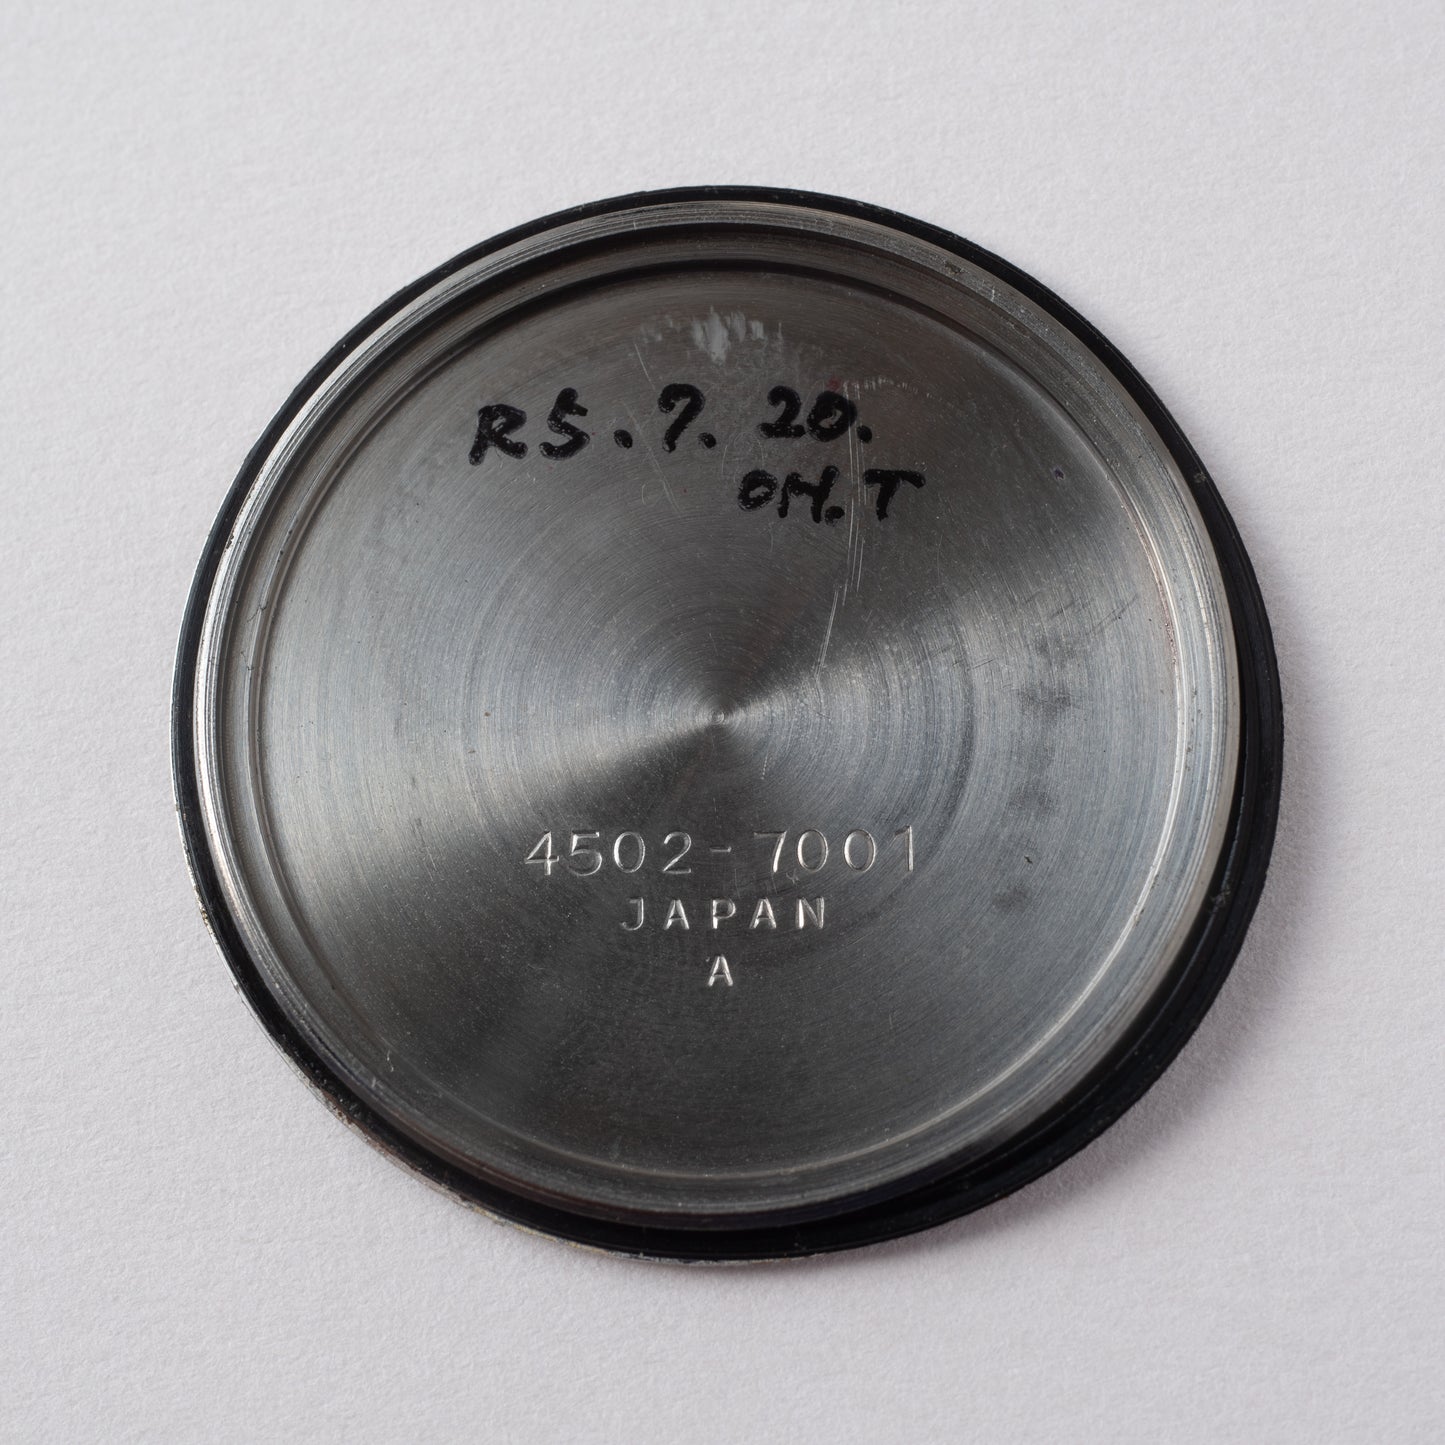 R5.7.20.
OH.T
4502-7001
JAPAN
A